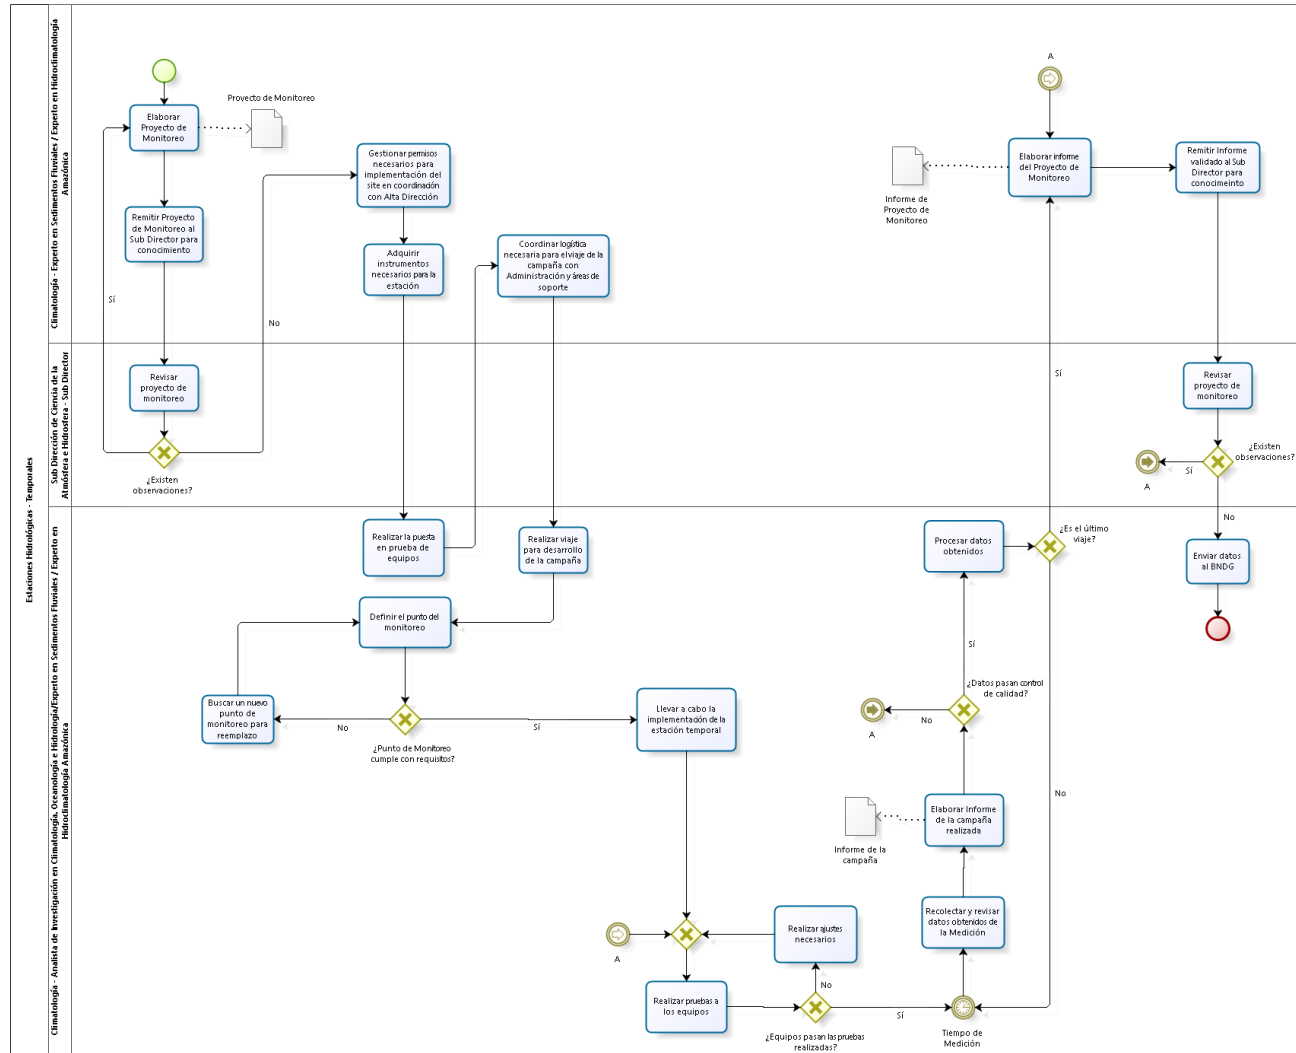 Estaciones Hidrológicas - Temporales
Climatología - Experto en Sedimentos Fluviales / Experto en Hidroclimatología
Amazónica
Proyecto de Monitoreo
Elaborar
Proyecto de
Monitoreo
Remitir Proyecto
de Monitoreo al
Sub Director para
conocimiento
Sí
No
Gestionar permisos
necesarios para
implementación del
site en coordinación
con Alta Dirección
Adquirir
instrumentos
necesarios para la
estación
Coordinar logística
necesaria para el viaje de la
campaña con
Administración y áreas de
soporte
A
Elaborar informe
del Proyecto de
Monitoreo
Informe de
Proyecto de
Monitoreo
Remitir Informe
validado al Sub
Director para
conocimeinto
Sub Dirección de Ciencia de la
Atmósfera e Hidrosfera - Sub Director
Revisar
proyecto de
monitoreo
¿Existen
observaciones?
Sí
Revisar
proyecto de
monitoreo
¿Existen
observaciones?
Sí
A
Climatología - Analista de Investigación en Climatología, Oceanología e Hidrología/Experto en Sedimentos Fluviales / Experto en
Hidroclimatología Amazónica
Realizar la puesta
en prueba de
equipos
Realizar viaje
para desarrollo
de la campaña
Procesar datos
obtenidos
¿Es el último
viaje?
No
Enviar datos
al BNDG
Definir el punto del
monitoreo
Buscar un nuevo
punto de
monitoreo para
reemplazo
No
¿Punto de Monitoreo
cumple con requisitos?
Sí
Llevar a cabo la
implementación de la
estación temporal
Sí
¿Datos pasan control
de calidad?
No
A
No
Elaborar Informe
de la campaña
realizada
Informe de la
campaña
Recolectar y revisar
datos obtenidos de
la Medición
A
Realizar ajustes
necesarios
No
Realizar pruebas a
los equipos
¿Equipos pasan las pruebas
realizadas?
Sí
Tiempo de
Medición